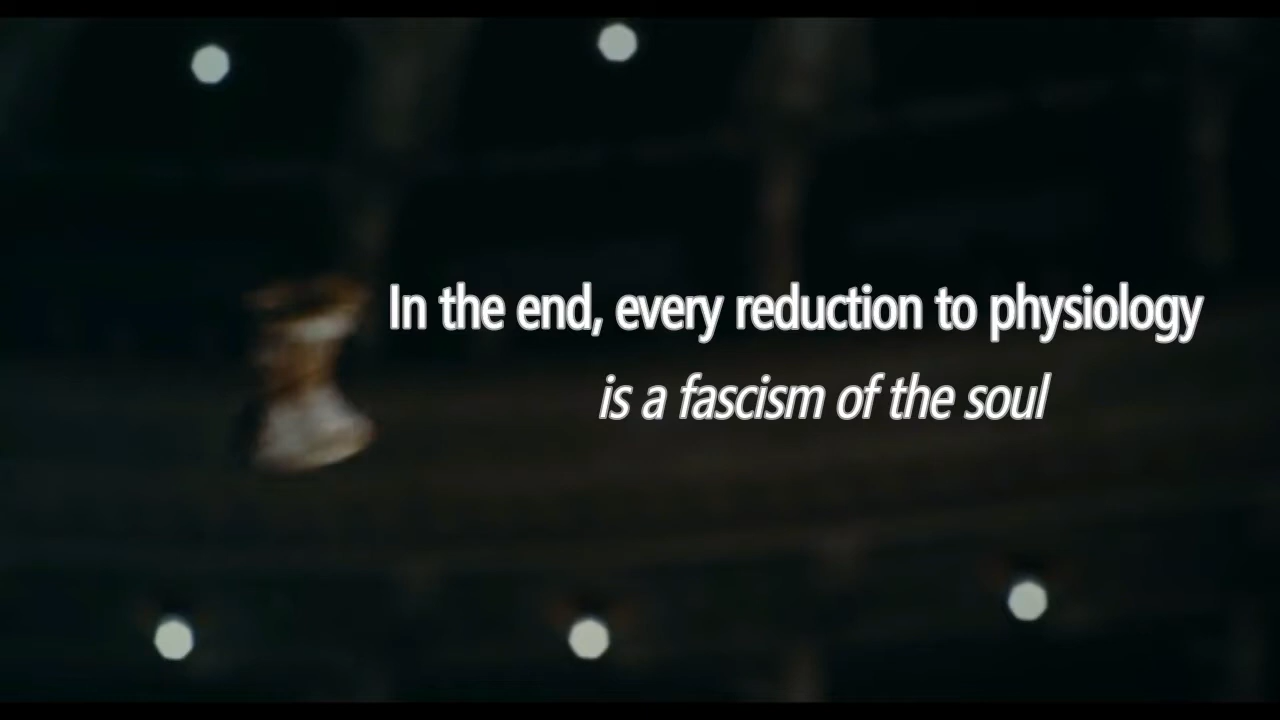 In the end, every reduction to physiology
is a fascism of the soul